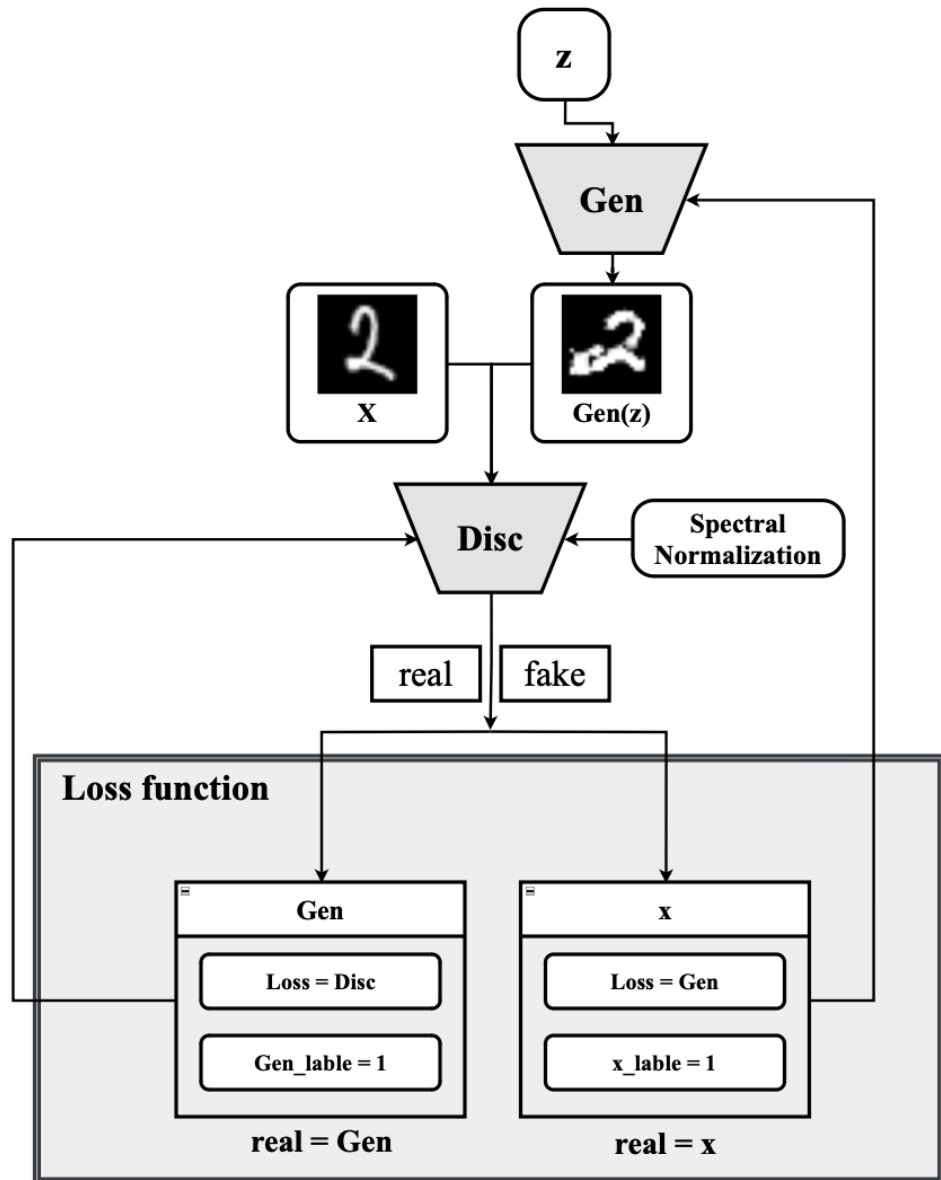 z
Gen
X
Gen(z)
Disc
Spectral
Normalization
real
fake
Loss function
Gen
Loss = Disc
Gen_lable = 1
real = Gen
x
Loss = Gen
x_lable = 1
real = x